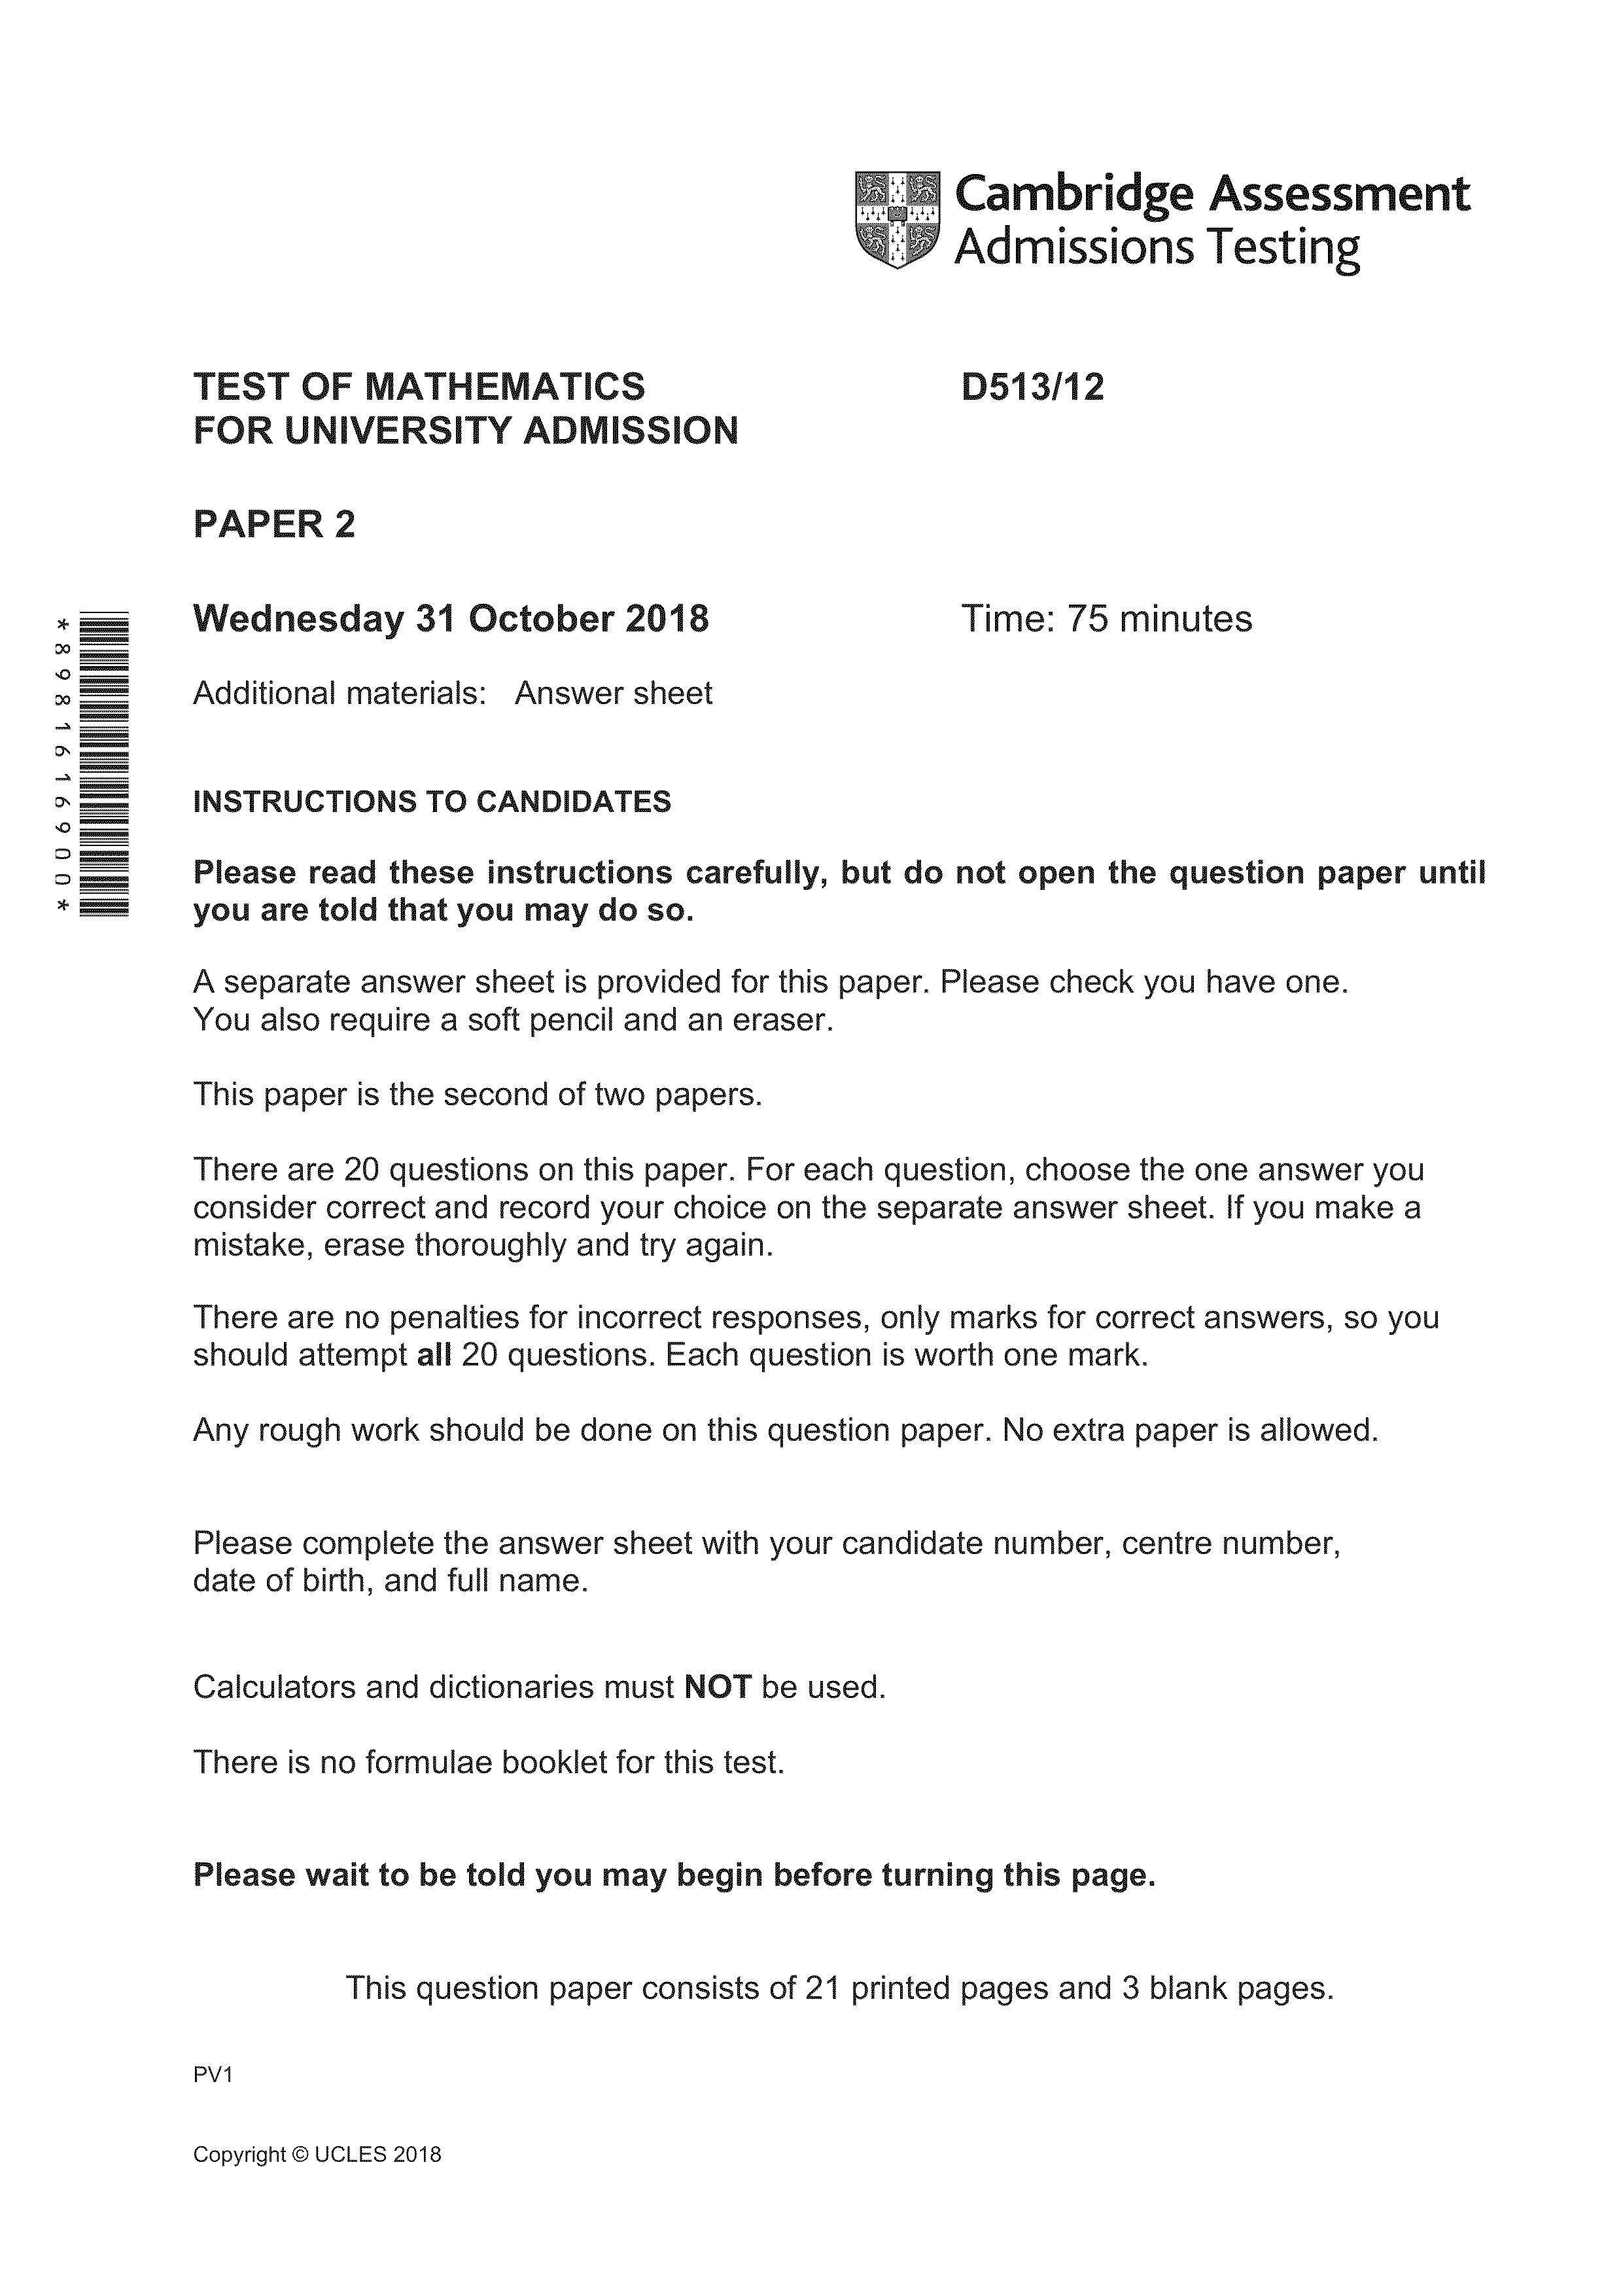 Cambridge Assessment
Admissions Testing
TEST OF MATHEMATICS
FOR UNIVERSITY ADMISSION
D513/12
PAPER 2
Wednesday 31 October 2018
Time: 75 minutes
Additional materials: Answer sheet
*8981619600*
INSTRUCTIONS TO CANDIDATES
Please read these instructions carefully, but do not open the question paper until
you are told that you may do so.
A separate answer sheet is provided for this paper. Please check you have one.
You also require a soft pencil and an eraser.
This paper is the second of two papers.
There are 20 questions on this paper. For each question, choose the one answer you
consider correct and record your choice on the separate answer sheet. If you make a
mistake, erase thoroughly and try again.
There are no penalties for incorrect responses, only marks for correct answers, so you
should attempt all 20 questions. Each question is worth one mark.
Any rough work should be done on this question paper. No extra paper is allowed.
Please complete the answer sheet with your candidate number, centre number,
date of birth, and full name.
Calculators and dictionaries must NOT be used.
There is no formulae booklet for this test.
Please wait to be told you may begin before turning this page.
This question paper consists of 21 printed pages and 3 blank pages.
PV1
Copyright © UCLES 2018